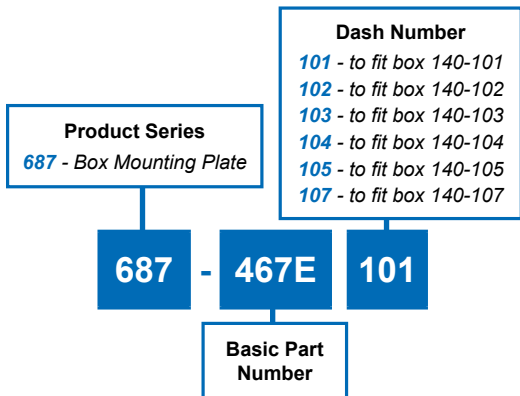 Dash Number
101 - to fit box 140-101
102 - to fit box 140-102
103 - to fit box 140-103
104 - to fit box 140-104
105 - to fit box 140-105
107 - to fit box 140-107
Product Series
687 - Box Mounting Plate
687 - 467E 101
Basic Part
Number